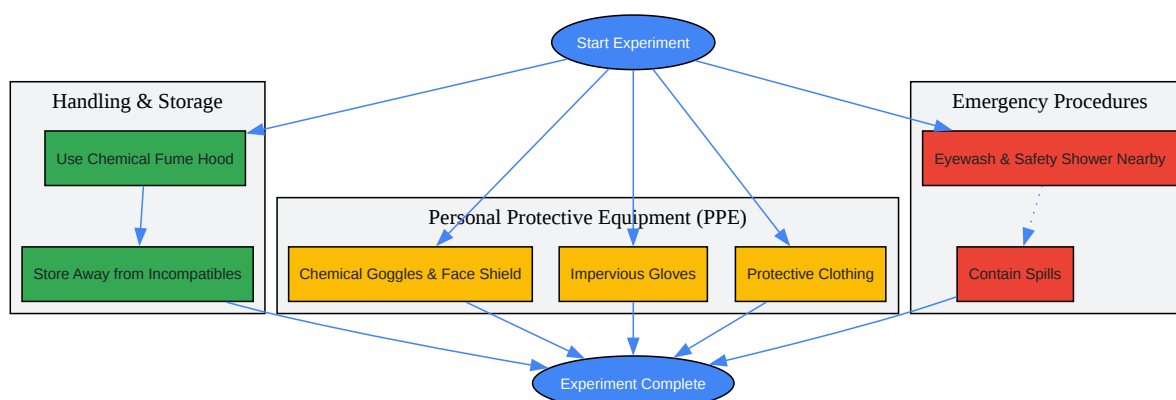 Start Experiment
Handling & Storage
Emergency Procedures
Use Chemical Fume Hood
Eyewash & Safety Shower Nearby
Personal Protective Equipment (PPE)
Store Away from Incompatibles
Chemical Goggles & Face Shield
Impervious Gloves
Protective Clothing
Contain Spills
Experiment Complete